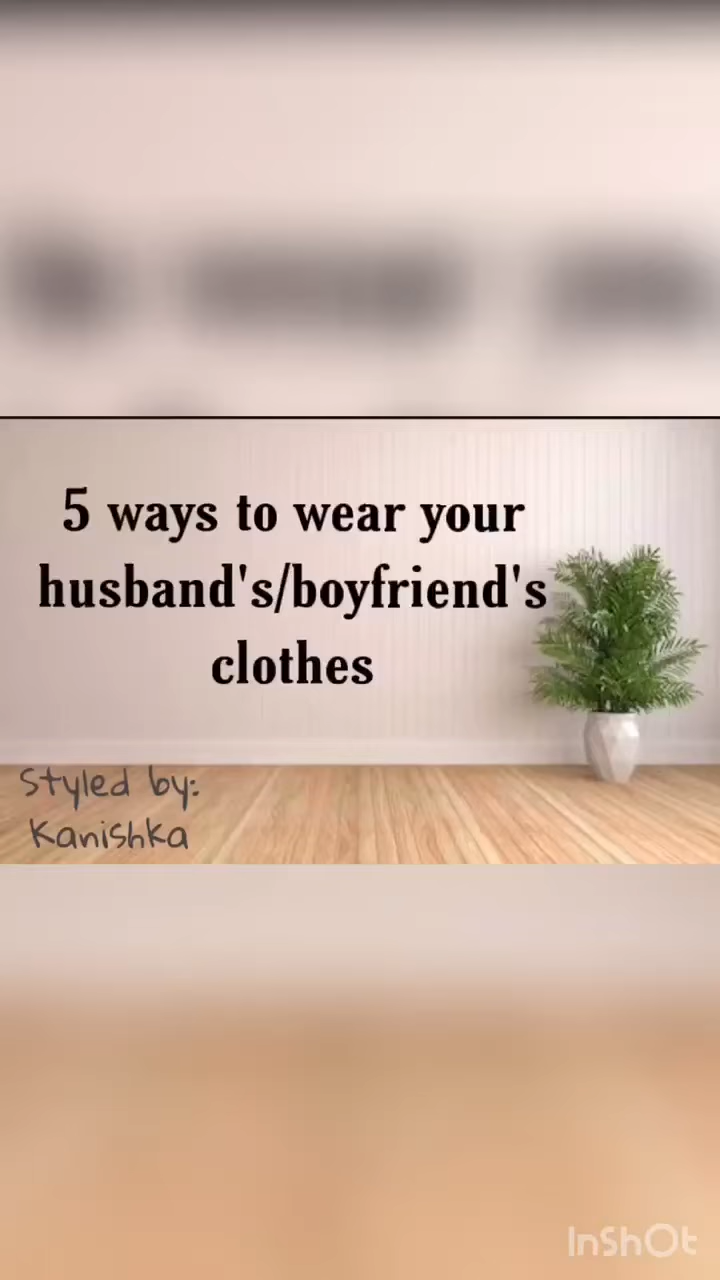 5 ways to wear your
husband's/boyfriend's
clothes
Styled by:
Kanishka
InShOt